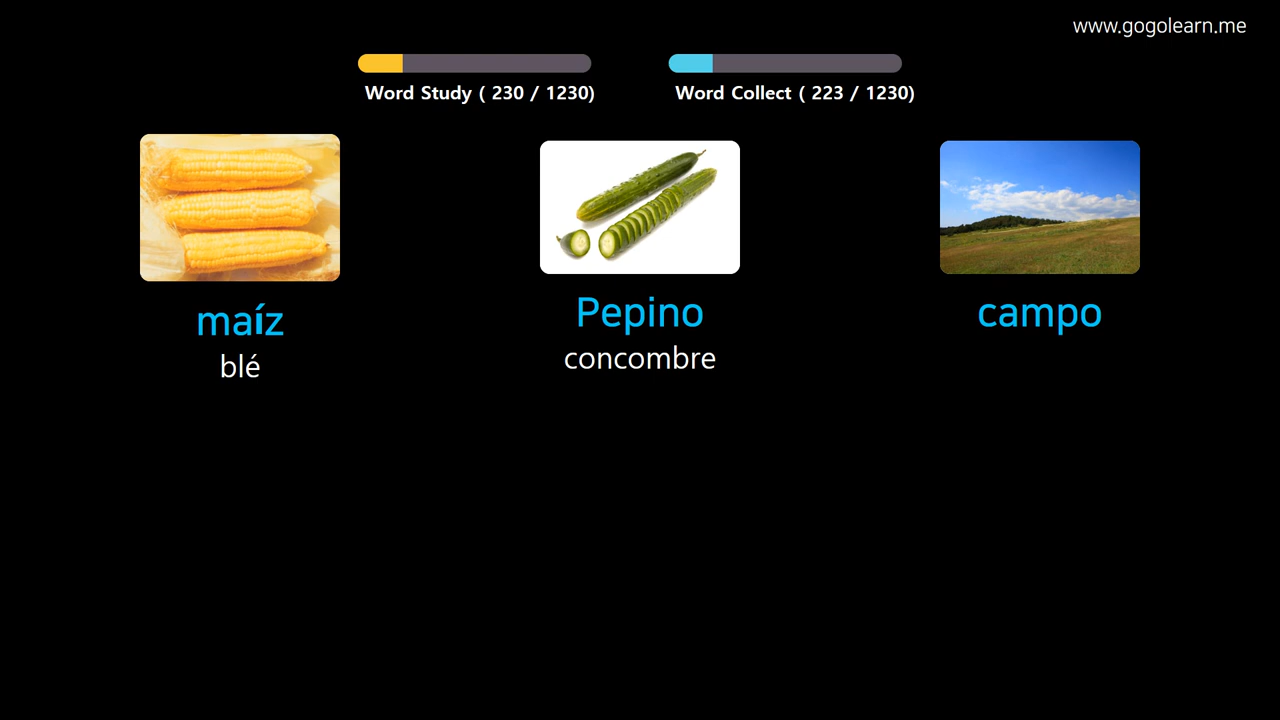 www.gogolearn.me
Word Study ( 230 / 1230)
Word Collect ( 223 / 1230)
maíz
blé
Pepino
concombre
campo